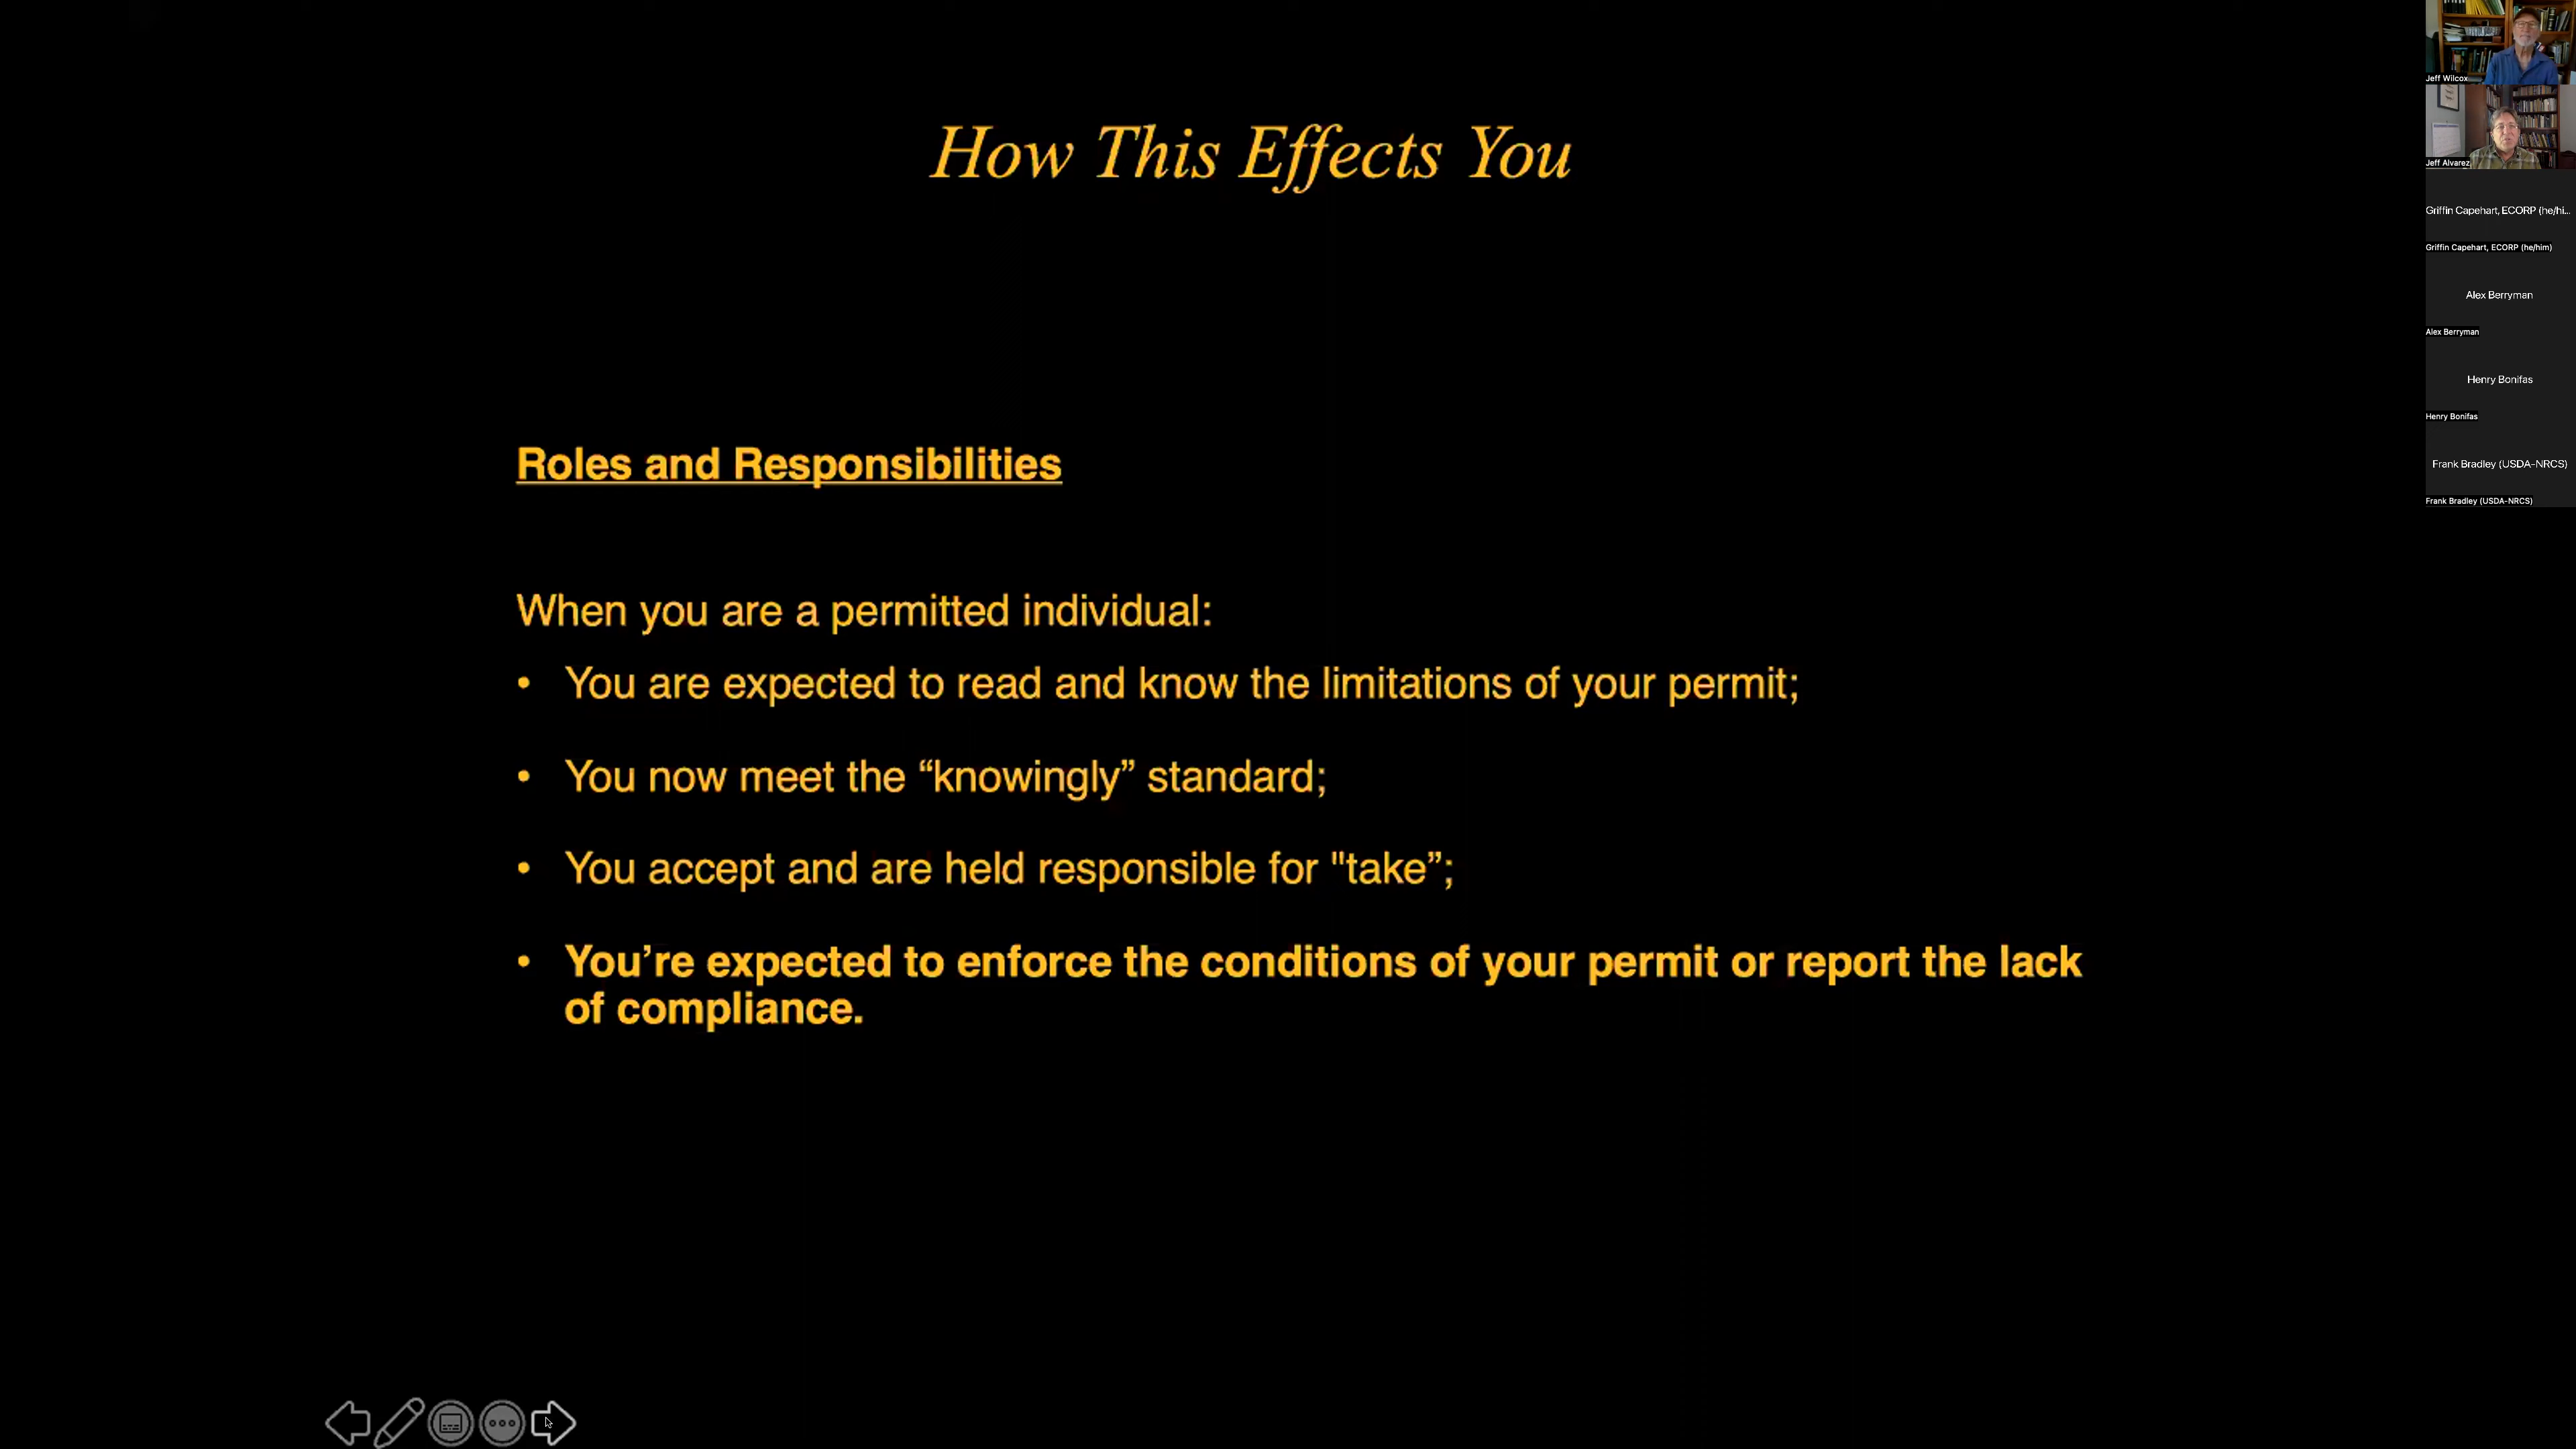 How This Effects You
Roles and Responsibilities
When you are a permitted individual:
• You are expected to read and know the limitations of your permit;
• You now meet the “knowingly” standard;
• You accept and are held responsible for "take”;
• You’re expected to enforce the conditions of your permit or report the lack
of compliance.
Jeff Wilcox
Jeff Alvarez
Griffin Capehart, ECORP (he/hi...
Griffin Capehart, ECORP (he/him)
Alex Berryman
Alex Berryman
Henry Bonifas
Henry Bonifas
Frank Bradley (USDA-NRCS)
Frank Bradley (USDA-NRCS)